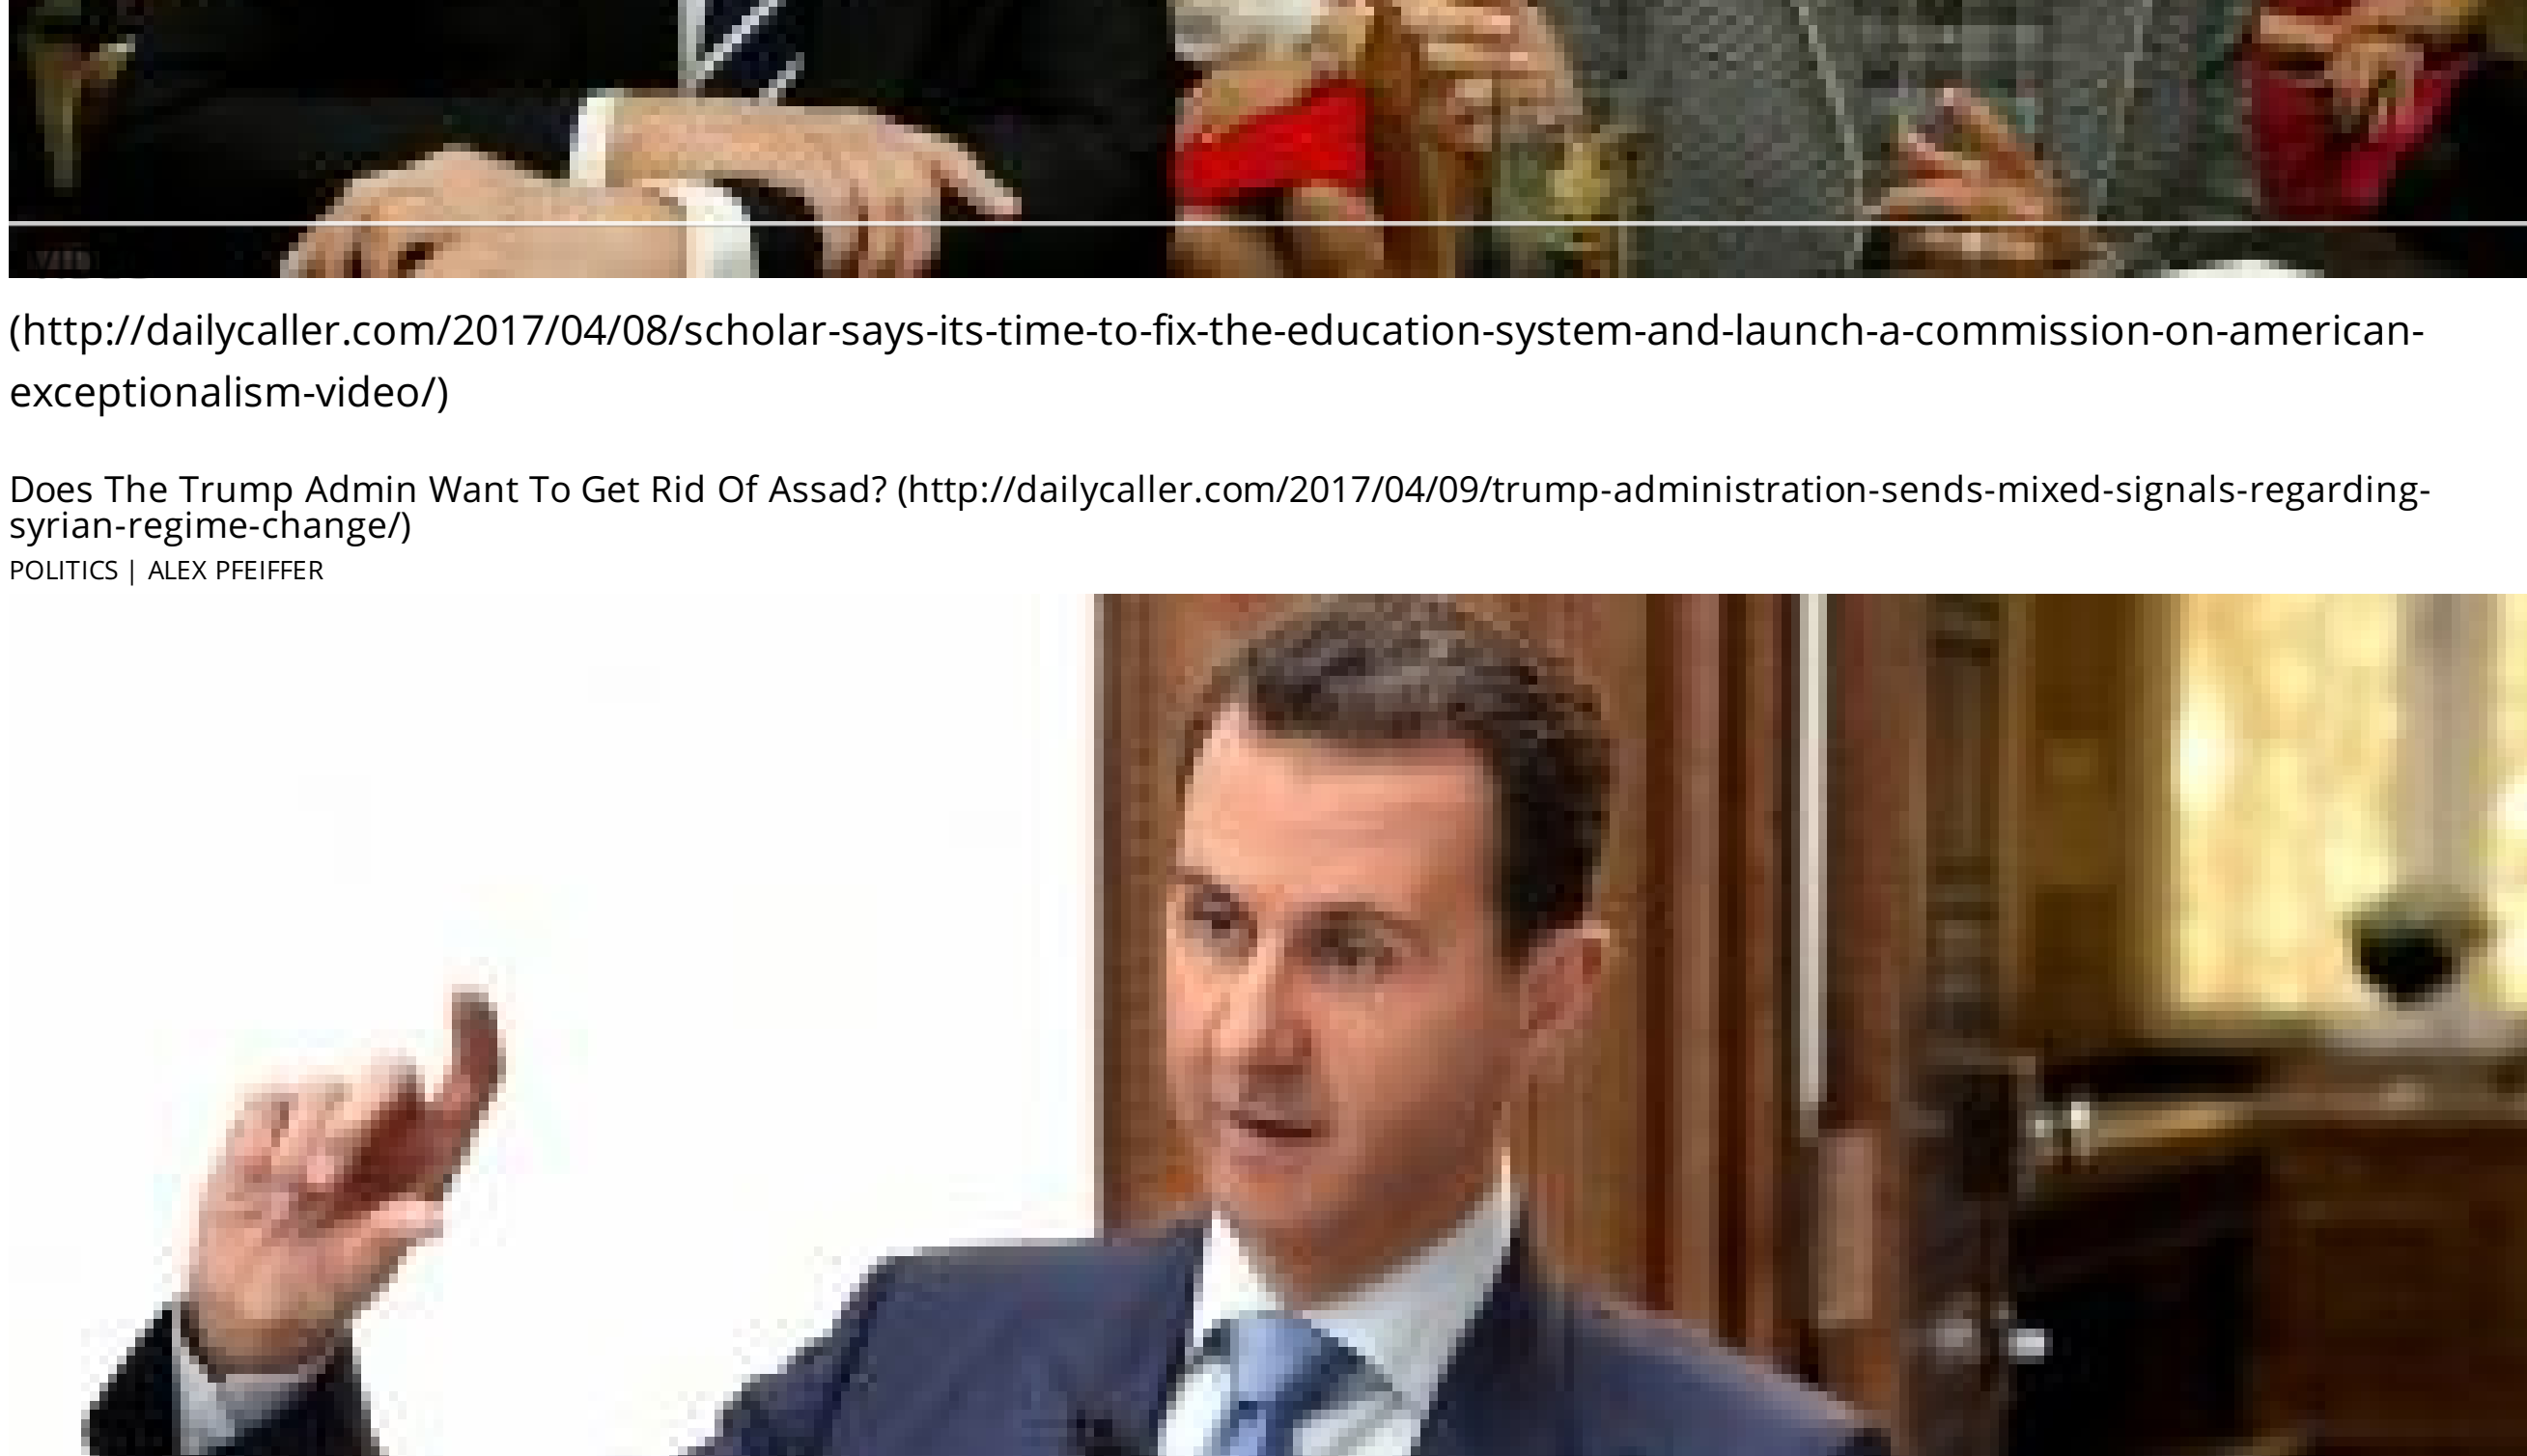 (http://dailycaller.com/2017/04/08/scholar-says-its-time-to-fix-the-education-system-and-launch-a-commission-on-american-
exceptionalism-video/)
Does The Trump Admin Want To Get Rid Of Assad? (http://dailycaller.com/2017/04/09/trump-administration-sends-mixed-signals-regarding-
syrian-regime-change/)
POLITICS | ALEX PFEIFFER